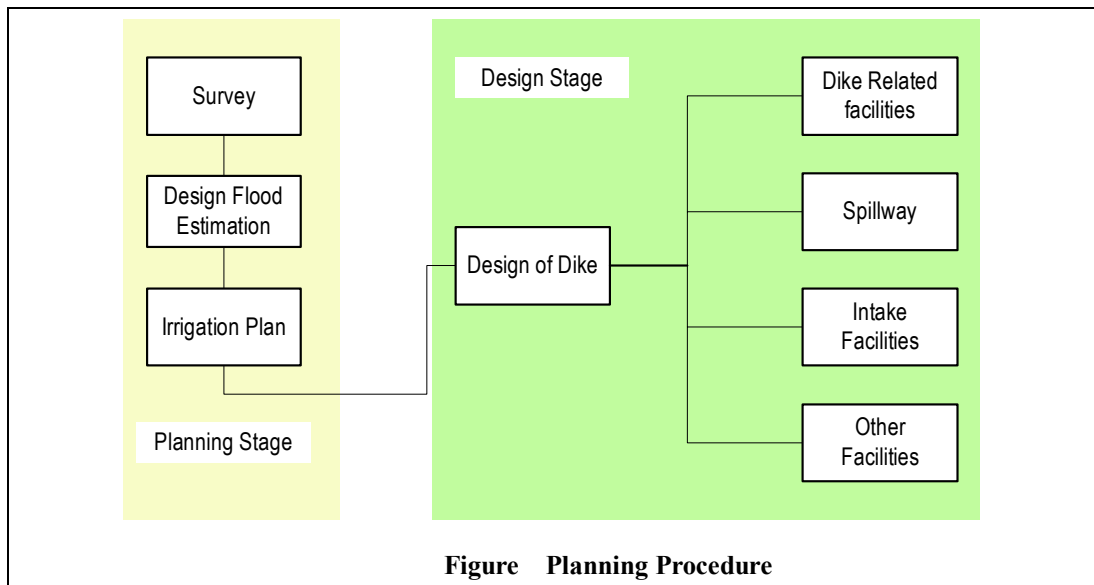 Survey
Design Flood
Estimation
Irrigation Plan
Planning Stage
Design Stage
Design of Dike
Dike Related
facilities
Spillway
Intake
Facilities
Other
Facilities
Figure Planning Procedure